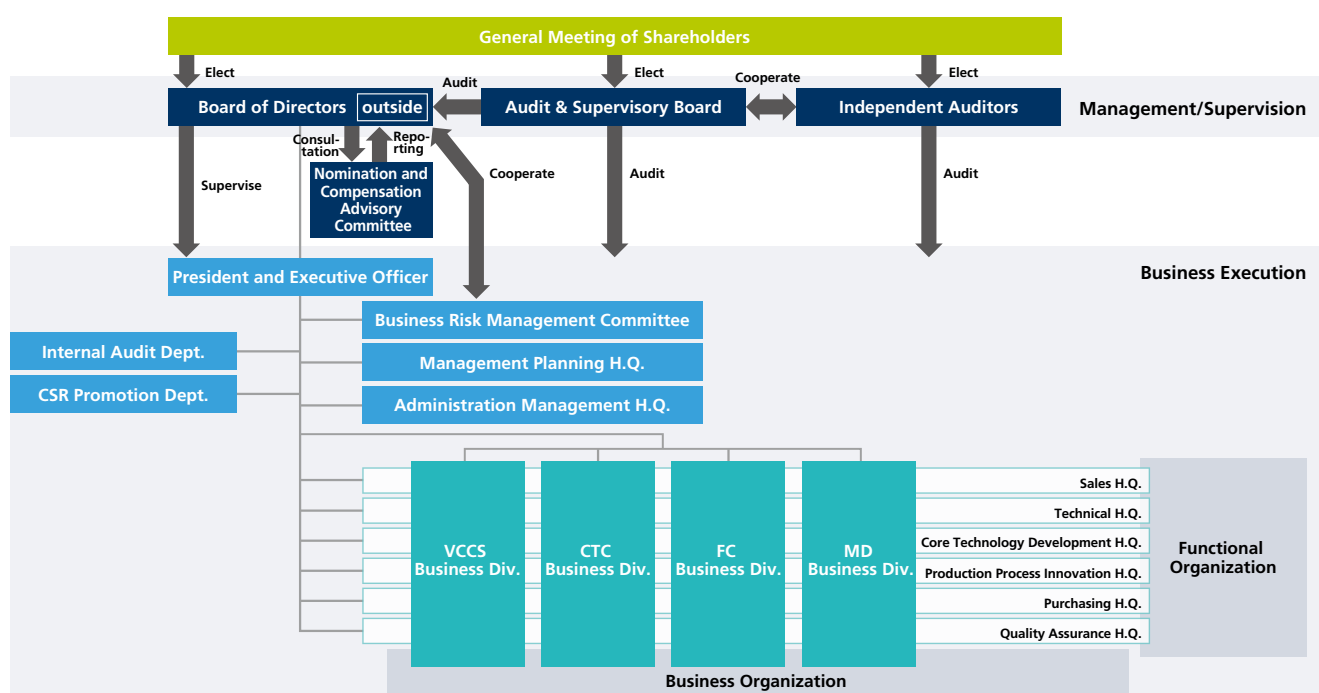 General Meeting of Shareholders
Elect
Elect
Elect
Audit
Cooperate
Board of Directors outside
Audit & Supervisory Board
Independent Auditors
Management/Supervision
Consul-
tation
Repo-
rting
Supervise
Nomination and
Compensation
Advisory
Committee
Cooperate
Audit
Audit
President and Executive Officer
Business Execution
Business Risk Management Committee
Internal Audit Dept.
Management Planning H.Q.
CSR Promotion Dept.
Administration Management H.Q.
VCCS
Business Div.
CTC
Business Div.
FC
Business Div.
MD
Business Div.
Sales H.Q.
Technical H.Q.
Core Technology Development H.Q.
Production Process Innovation H.Q.
Purchasing H.Q.
Quality Assurance H.Q.
Functional
Organization
Business Organization